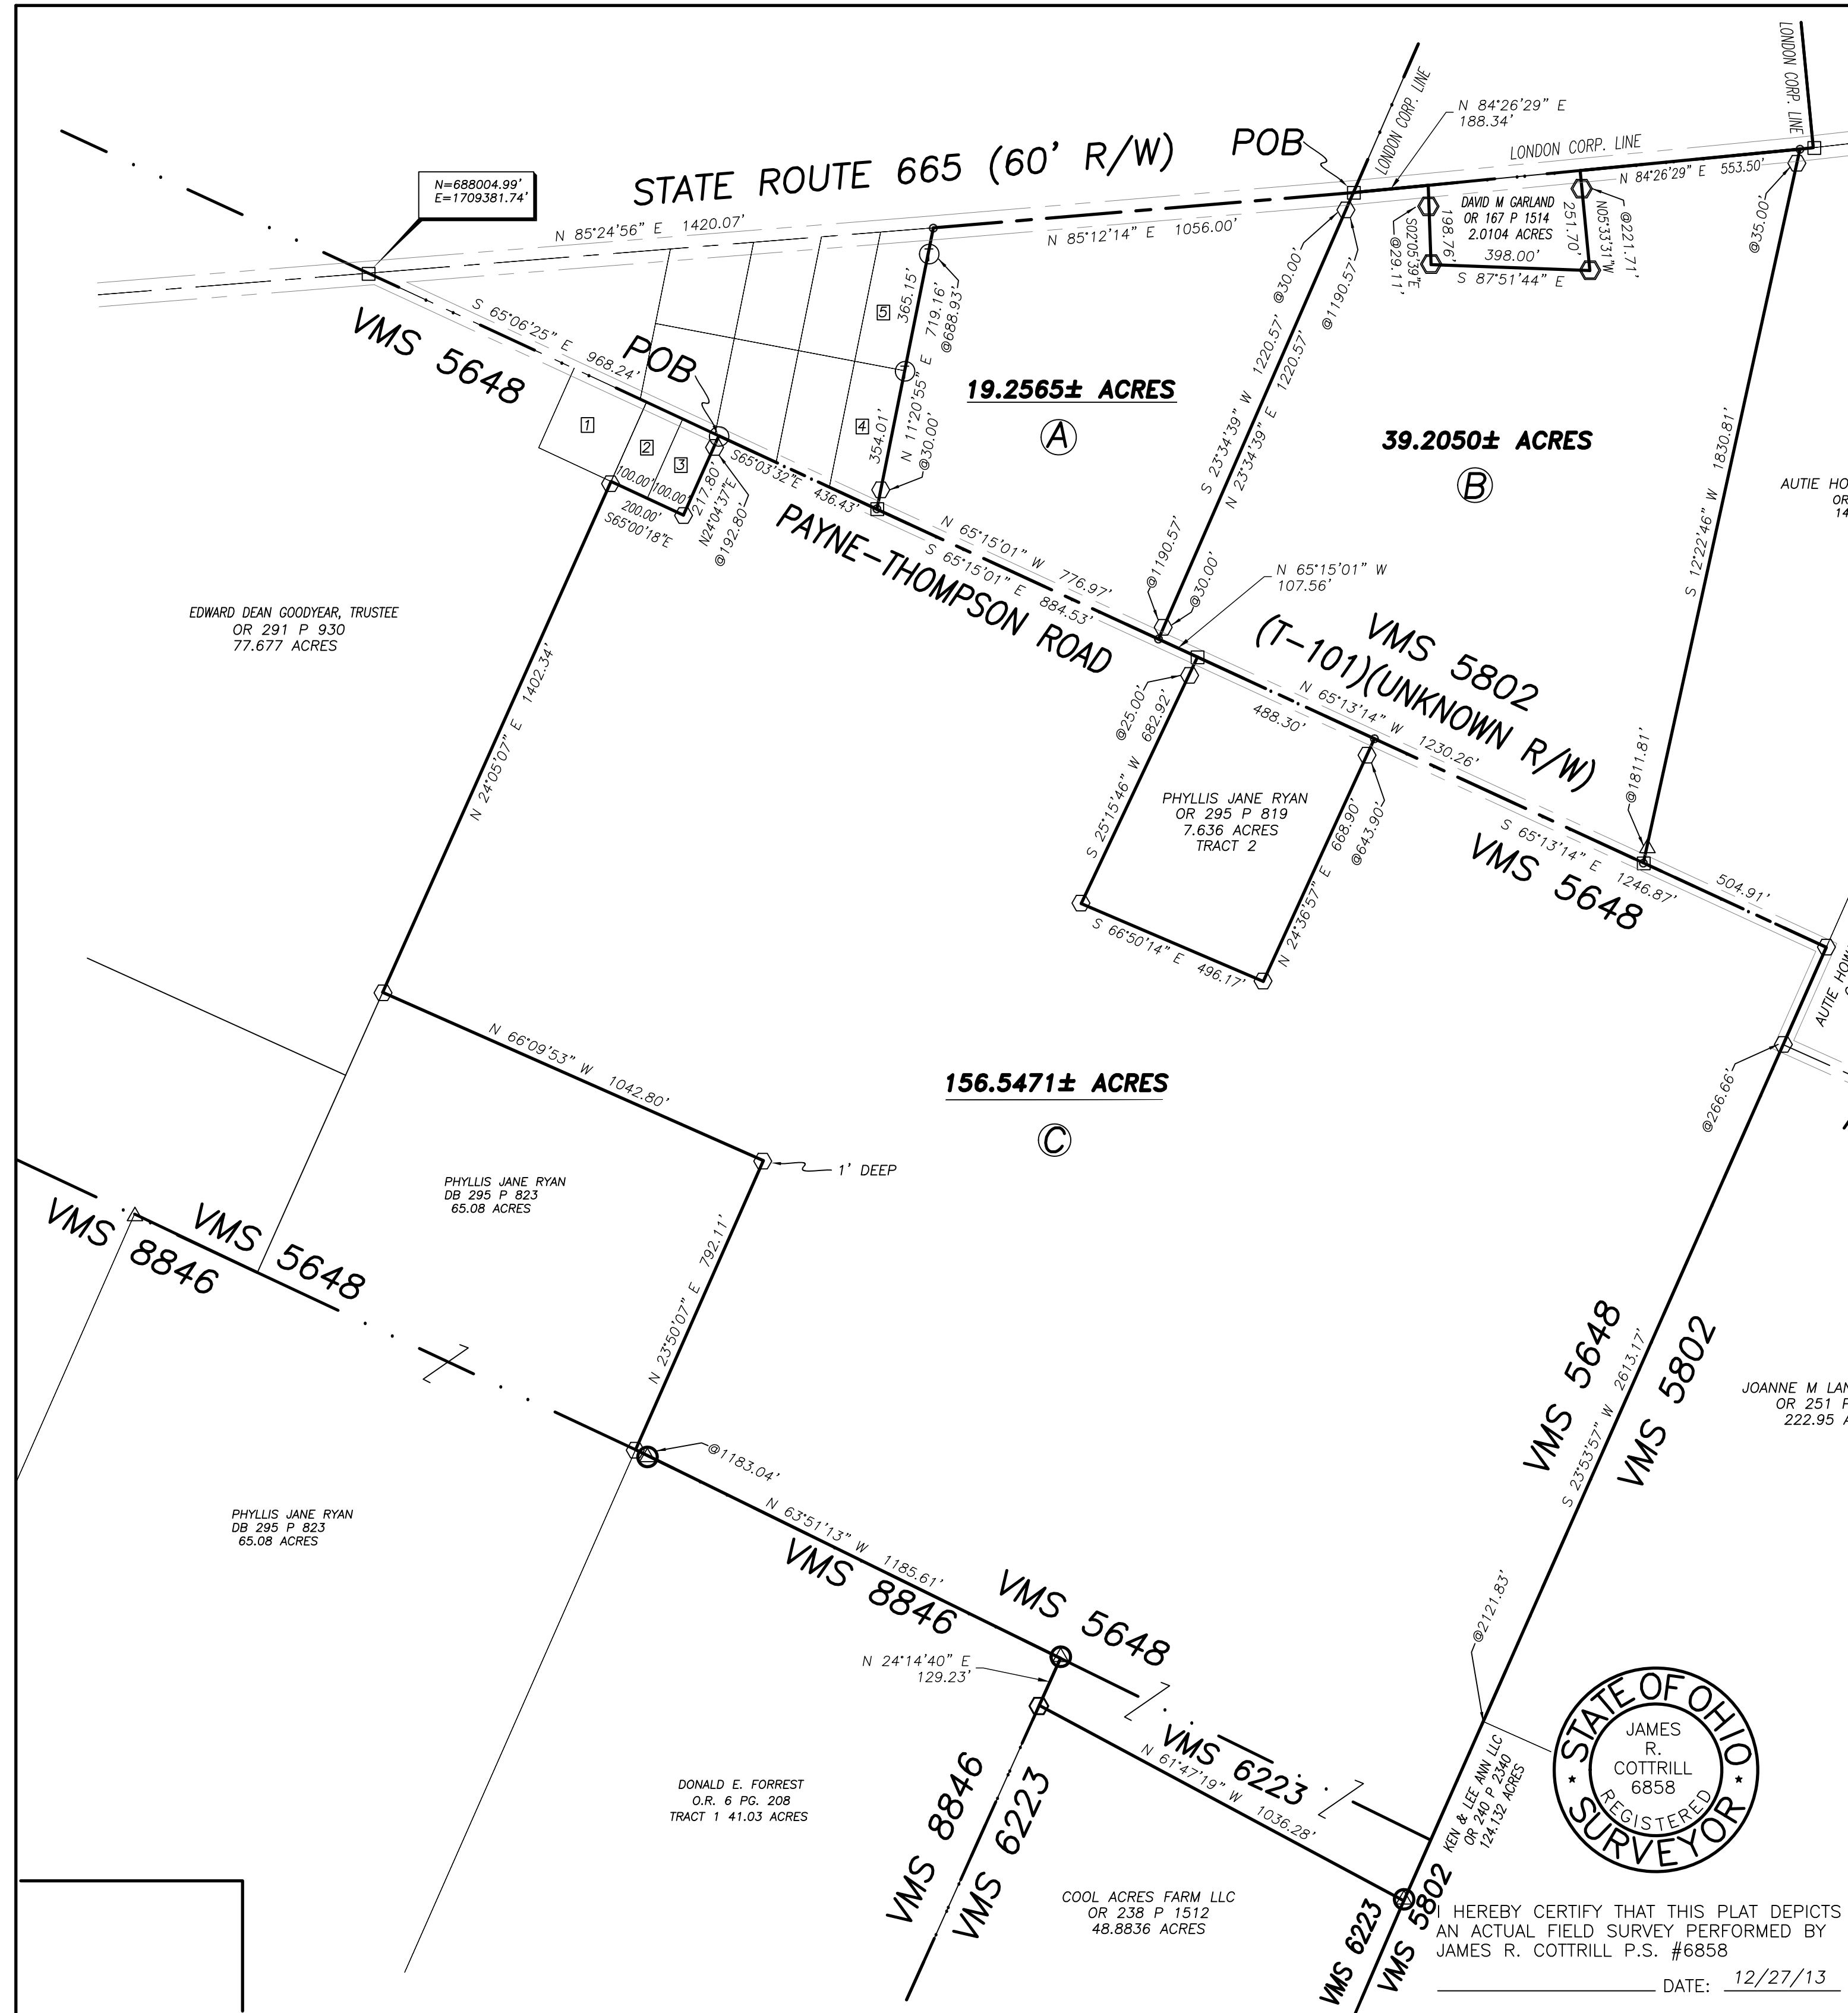 LONDON CORP. LINE
LONDON CORP. LINE
N 84°26'29" E
188.34'
POB
LONDON CORP. LINE
N 84°26'29" E 553.50'
STATE ROUTE 665 (60' R/W)
N=688004.99'
E=1709381.74'
N 85°24'56" E 1420.07'
N 85°12'14" E 1056.00'
DAVID M GARLAND
OR 167 P 1514
2.0104 ACRES
398.00'
S 87°51'44" E
198.76'
S02°05'39"E
@29.11'
251.70'
N05°33'31"W
@221.71'
@35.00'
@30.00'
@1190.57'
S 65°06'25" E 968.24'
VMS 5648
POB
5
4
365.15'
719.16'
@688.93'
354.01'
N 11°20'55" E
@30.00'
19.2565± ACRES
A
39.2050± ACRES
B
S 23°34'39" W 1220.57'
N 23°34'39" E 1220.57'
S 12°22'46" W 1830.81'
AUTIE HO
OR
14
1
2
3
100.00'
100.00'
200.00'
S65°00'18"E
217.80'
N24°04'37"E
@192.80'
S65°03'32"E 436.43'
PAYNE-THOMPSON ROAD
N 65°15'01" W 776.97'
S 65°15'01" E 884.53'
@1190.57'
@30.00'
N 65°15'01" W
107.56'
(T-101)(UNKNOWN R/W)
VMS 5802
EDWARD DEAN GOODYEAR, TRUSTEE
OR 291 P 930
77.677 ACRES
N 24°05'07" E 1402.34'
@25.00'
S 25°15'46" W 682.92'
488.30'
N 65°13'14" W 1230.26'
@1811.81'
PHYLLIS JANE RYAN
OR 295 P 819
7.636 ACRES
TRACT 2
N 24°36'57" E 668.90'
@643.90'
S 66°50'14" E 496.17'
S 65°13'14" E 1246.87'
VMS 5648
504.91'
AUTIE HOW
@266.66'
N 66°09'53" W 1042.80'
156.5471± ACRES
C
1' DEEP
PHYLLIS JANE RYAN
DB 295 P 823
65.08 ACRES
VMS 8846
VMS 5648
N 23°50'07" E 792.11'
@1183.04'
N 63°51'13" W 1185.61'
VMS 8846
VMS 5648
VMS 5648
VMS 5802
S 23°53'57" W 2613.17'
JOANNE M LAN
OR 251 P
222.95 A
PHYLLIS JANE RYAN
DB 295 P 823
65.08 ACRES
@2121.83'
N 24°14'40" E
129.23'
VMS 6223
N 61°47'19" W 1036.28'
VMS 8846
VMS 6223
DONALD E. FORREST
O.R. 6 PG. 208
TRACT 1 41.03 ACRES
COOL ACRES FARM LLC
OR 238 P 1512
48.8836 ACRES
KEN & LEE ANN LLC
OR 240 P 2340
124.132 ACRES
VMS 6223
VMS 5802
STATE OF OHIO
JAMES
R.
COTTRILL
6858
REGISTERED
SURVEYOR
I HEREBY CERTIFY THAT THIS PLAT DEPICTS
AN ACTUAL FIELD SURVEY PERFORMED BY
JAMES R. COTTRILL P.S. #6858
DATE: 12/27/13